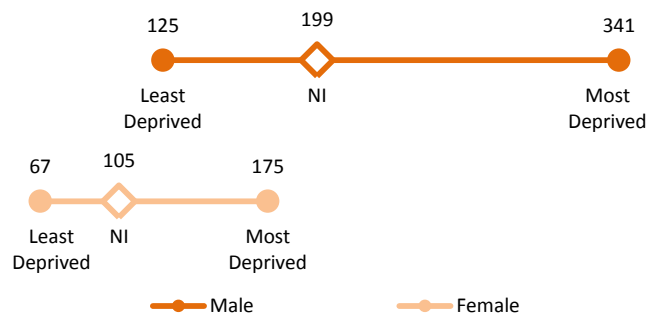 125 199 341
Least Deprived NI Most Deprived
67 105 175
Least Deprived NI Most Deprived
Male Female